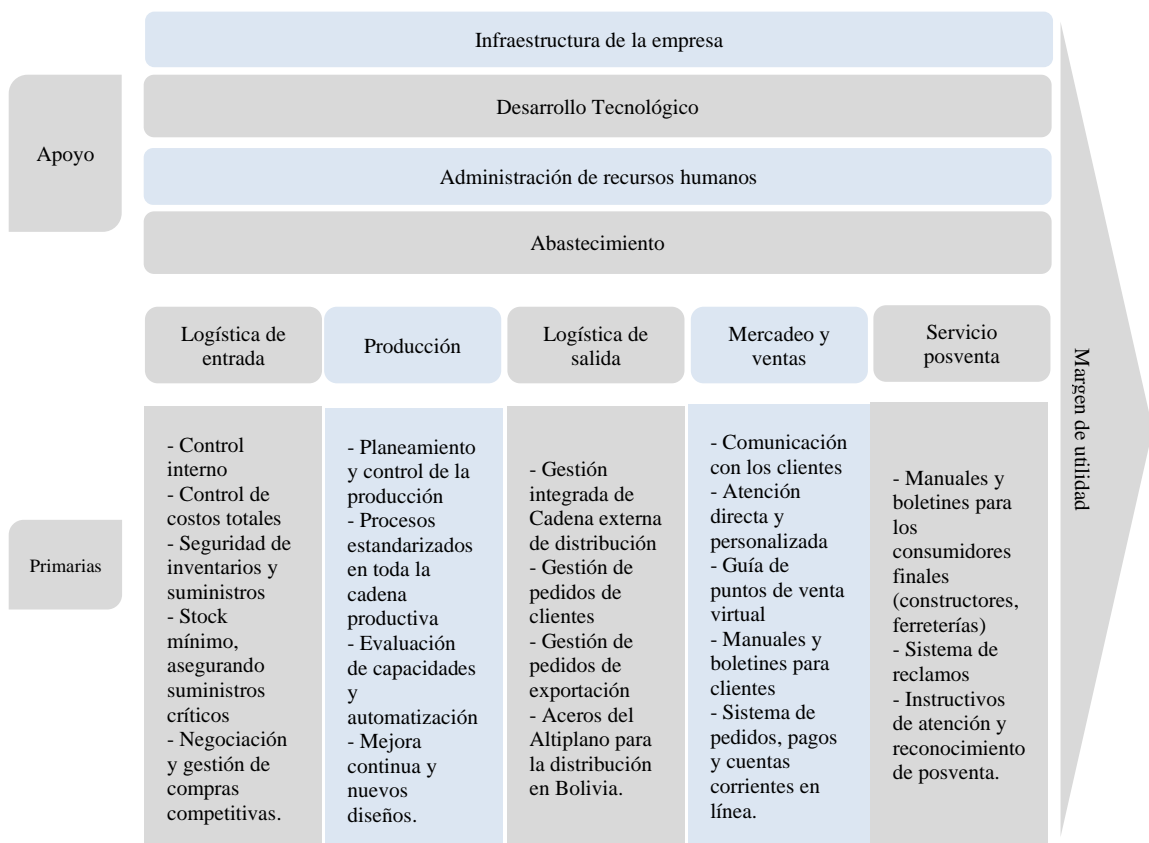 Infraestructura de la empresa
Desarrollo Tecnológico
Apoyo
Administración de recursos humanos
Abastecimiento
Logística de
entrada
Producción
Logística de
salida
Mercadeo y
ventas
Servicio
posventa
Margen de utilidad
Primarias
- Control
interno
- Control de
costos totales
- Seguridad de
inventarios y
suministros
- Stock
mínimo,
asegurando
suministros
críticos
- Negociación
y gestión de
compras
competitivas.
- Planeamiento
y control de la
producción
- Procesos
estandarizados
en toda la
cadena
productiva
- Evaluación
de capacidades
y
automatización
- Mejora
continua y
nuevos
diseños.
- Gestión
integrada de
Cadena externa
de distribución
- Gestión de
pedidos de
clientes
- Gestión de
pedidos de
exportación
- Aceros del
Altiplano para
la distribución
en Bolivia.
- Comunicación
con los clientes
- Atención
directa y
personalizada
- Guía de
puntos de venta
virtual
- Manuales y
boletines para
clientes
- Sistema de
pedidos, pagos
y cuentas
corrientes en
línea.
- Manuales y
boletines para
los
consumidores
finales
(constructores,
ferreterías)
- Sistema de
reclamos
- Instructivos
de atención y
reconocimiento
de posventa.